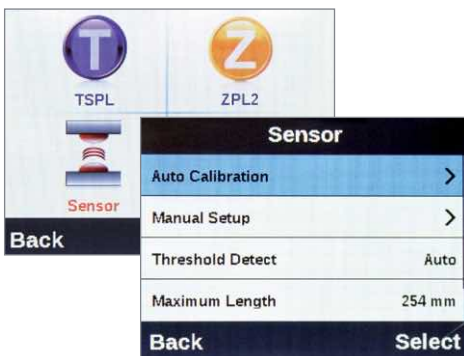 T
Z
TSPL
ZPL2
Sensor
Back
Sensor
Auto Calibration >
Manual Setup >
Threshold Detect Auto
Maximum Length 254 mm
Back Select